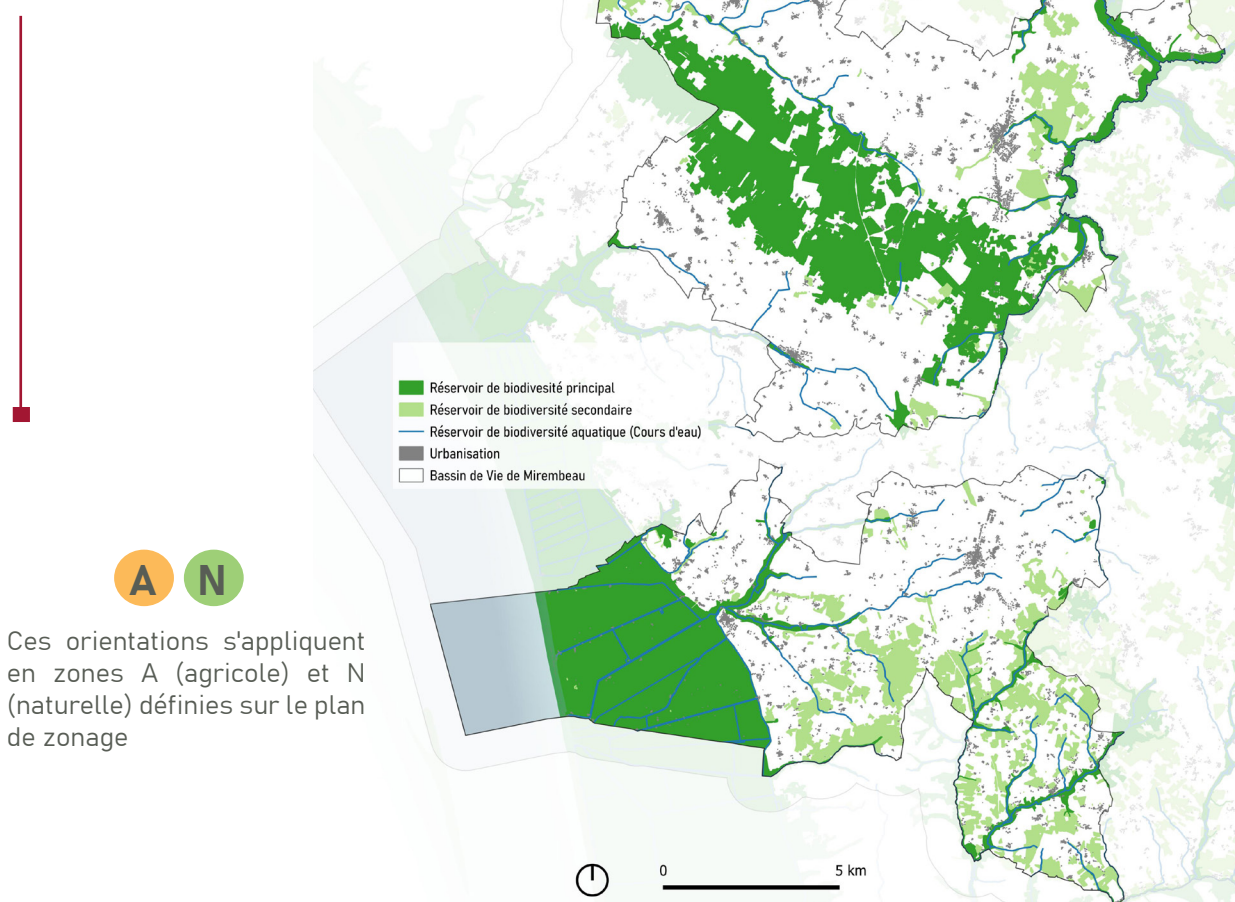 Réservoir de biodivesité principal
Réservoir de biodiversité secondaire
Réservoir de biodiversité aquatique (Cours d'eau)
Urbanisation
Bassin de Vie de Mirembeau
A N
Ces orientations s'appliquent
en zones A (agricole) et N
(naturelle) définies sur le plan
de zonage
0 5 km